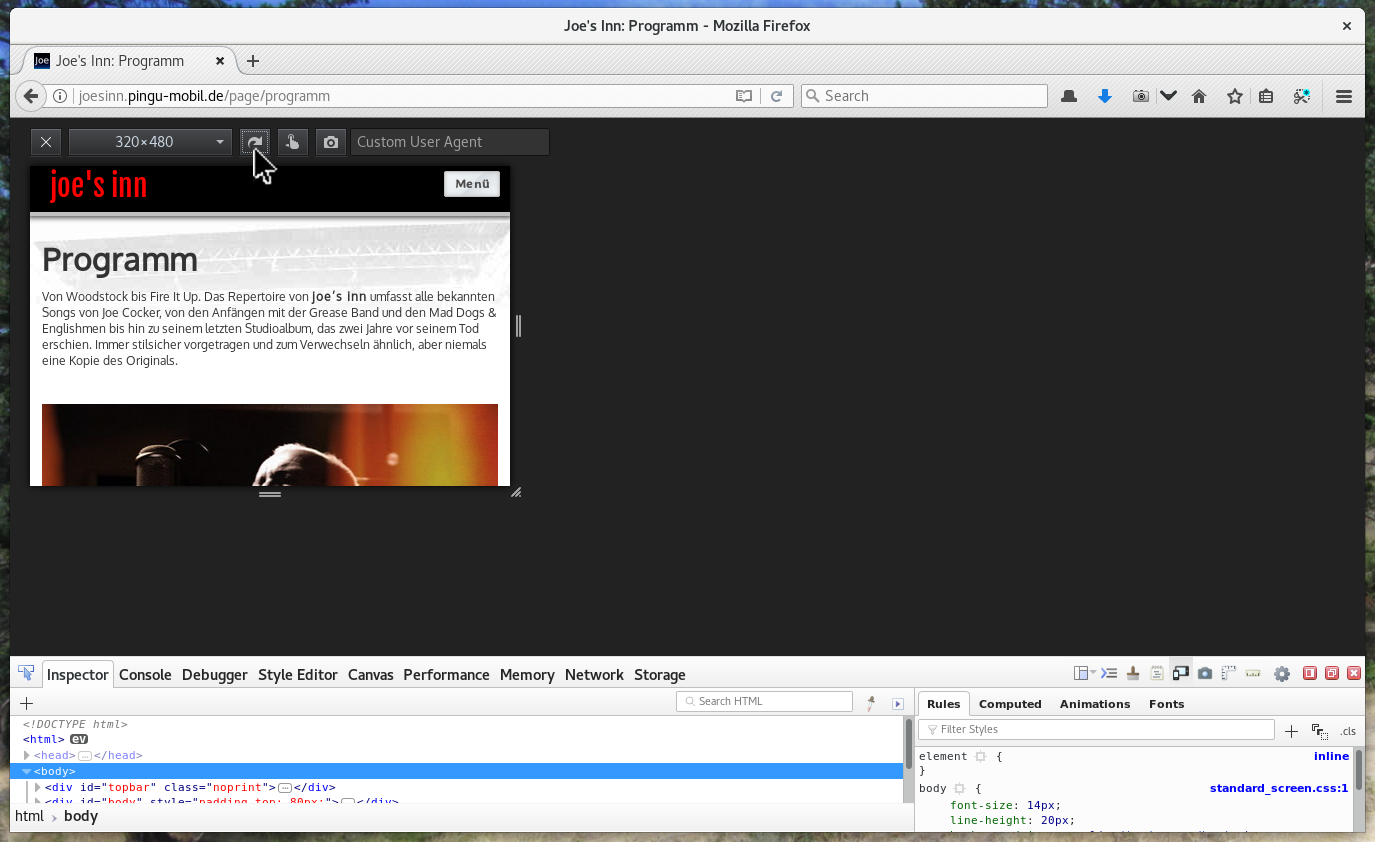 Joe's Inn: Programm - Mozilla Firefox
Joe
Joe's Inn: Programm
joesinn.pingu-mobil.de/page/programm
Search
320×480
Custom User Agent
joe's inn
Menü
Programm
Von Woodstock bis Fire It Up. Das Repertoire von joe's inn umfasst alle bekannten
Songs von Joe Cocker, von den Anfängen mit der Grease Band und den Mad Dogs &
Englishmen bis hin zu seinem letzten Studioalbum, das zwei Jahre vor seinem Tod
erschien. Immer stilsicher vorgetragen und zum Verwechseln ähnlich, aber niemals
eine Kopie des Originals.
Inspector Console Debugger Style Editor Canvas Performance Memory Network Storage
Search HTML
<!DOCTYPE html>
<html> ev
<head>…</head>
<body>
<div id="topbar" class="noprint">…</div>
<div id="body" style="padding-top: 80px;">…</div>
html › body
Rules Computed Animations Fonts
Filter Styles
.cls
element { inline
}
body { standard_screen.css:1
font-size: 14px;
line-height: 20px;